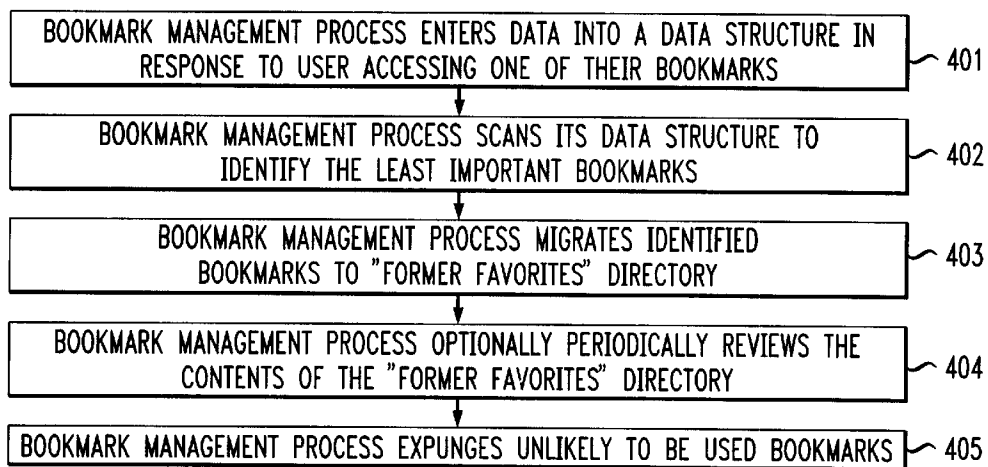 BOOKMARK MANAGEMENT PROCESS ENTERS DATA INTO A DATA STRUCTURE IN
RESPONSE TO USER ACCESSING ONE OF THEIR BOOKMARKS
401
BOOKMARK MANAGEMENT PROCESS SCANS ITS DATA STRUCTURE TO
IDENTIFY THE LEAST IMPORTANT BOOKMARKS
402
BOOKMARK MANAGEMENT PROCESS MIGRATES IDENTIFIED
BOOKMARKS TO "FORMER FAVORITES" DIRECTORY
403
BOOKMARK MANAGEMENT PROCESS OPTIONALLY PERIODICALLY REVIEWS THE
CONTENTS OF THE "FORMER FAVORITES" DIRECTORY
404
BOOKMARK MANAGEMENT PROCESS EXPUNGES UNLIKELY TO BE USED BOOKMARKS
405